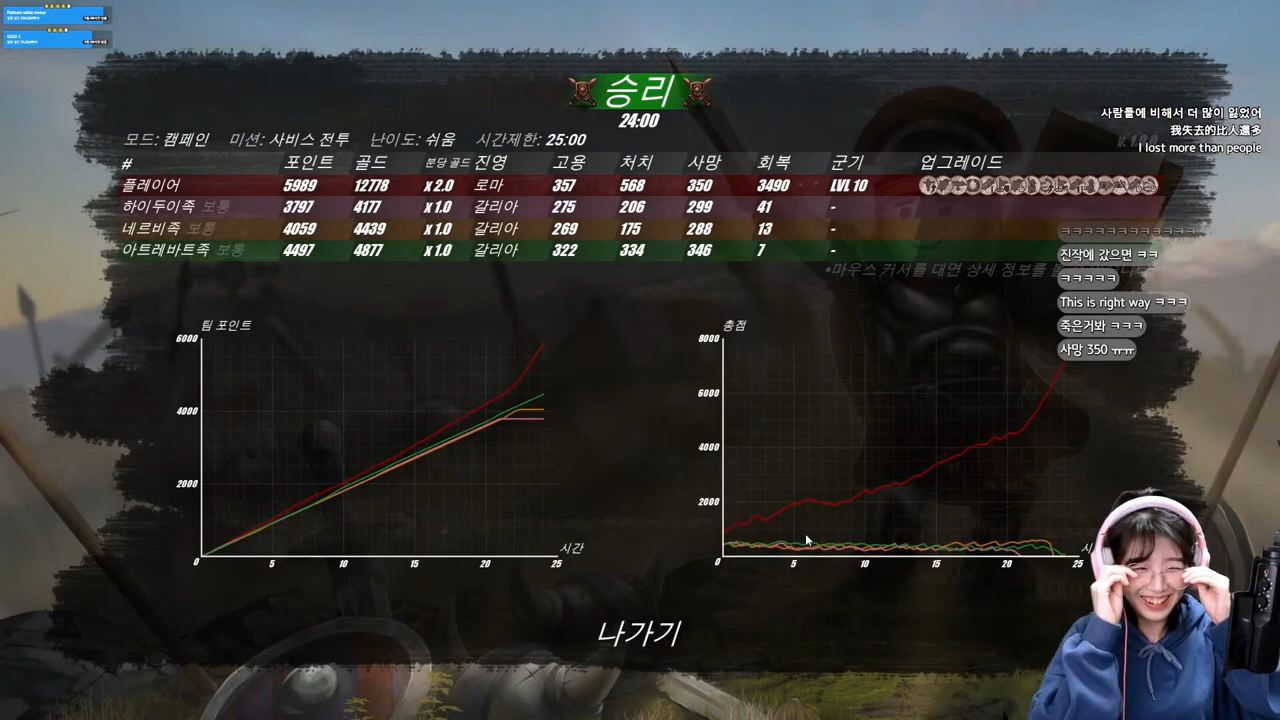 Platinum safety money
GOLD 2
승리
24:00
사람들에 비해서 더 많이 잃었어
我失去的比人還多
I lost more than people
모드: 캠페인 미션: 사비스 전투 난이도: 쉬움 시간제한: 25:00
# 포인트 골드 분당 골드 진영 고용 처치 사망 회복 군기 업그레이드
플레이어 5989 12778 x 2.0 로마 357 568 350 3490 LVL 10
하이두이족 보통 3797 4177 x 1.0 갈리아 275 206 299 41 -
네르비족 보통 4059 4439 x 1.0 갈리아 269 175 288 13 -
아트레바트족 보통 4497 4877 x 1.0 갈리아 322 334 346 7 -
*마우스 커서를 대면 상세 정보를
진작에 갔으면 ㅋㅋ
ㅋㅋㅋㅋㅋ
This is right way ㅋㅋㅋ
죽은거봐 ㅋㅋㅋ
사망 350 ㅠㅠ
팀 포인트
6000
4000
2000
0 5 10 15 20 25
시간
총점
8000
6000
4000
2000
0 5 10 15 20 25
나가기